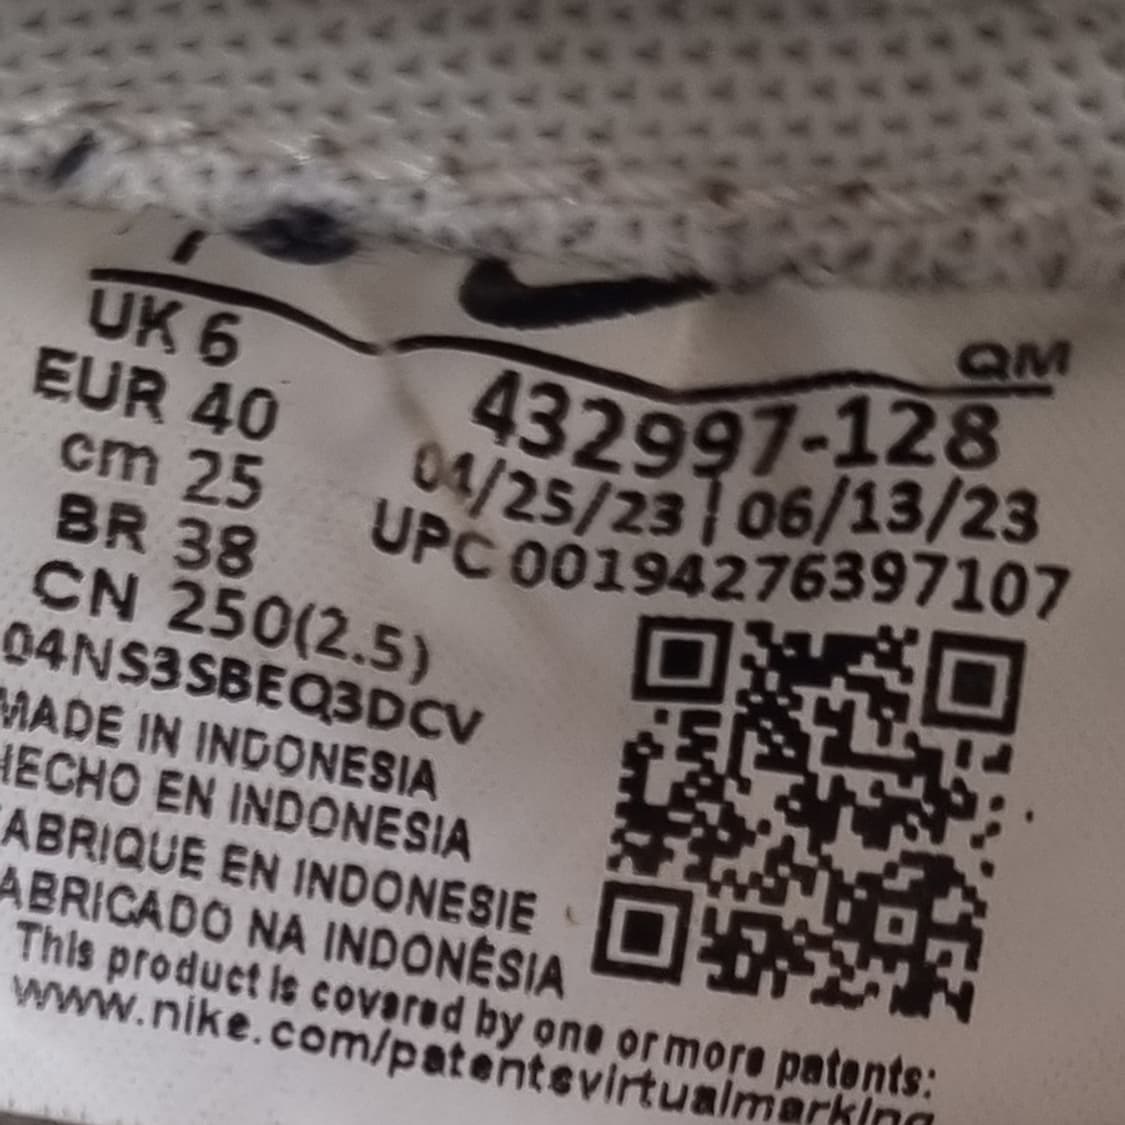 UK 6
EUR 40
cm 25
BR 38
CN 250(2.5)
QM
432997-128
04/25/23 | 06/13/23
UPC 00194276397107
04NS3SBEQ3DCV
MADE IN INDONESIA
HECHO EN INDONESIA
FABRIQUE EN INDONESIE
FABRICADO NA INDONÉSIA
This product is covered by one or more patents:
www.nike.com/patentsvirtualmarking